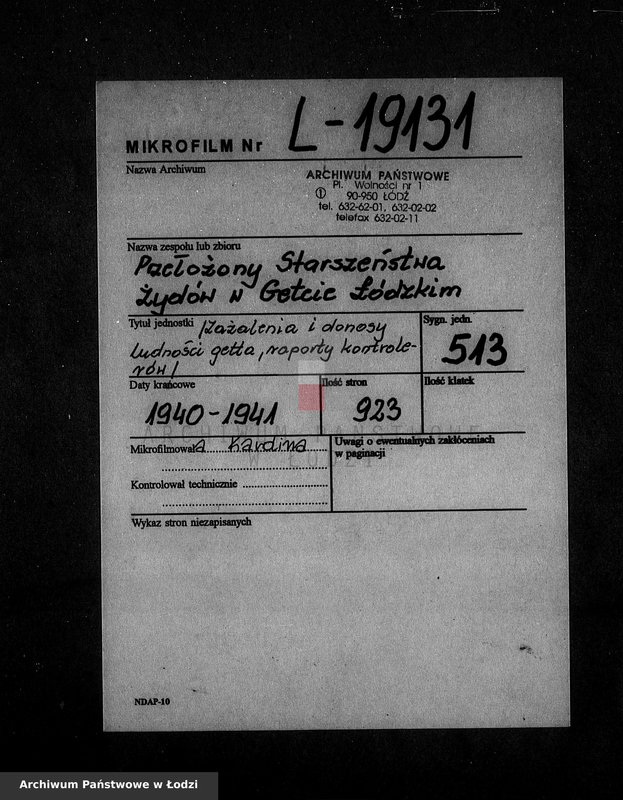 MIKROFILM Nr L-19131
Nazwa Archiwum
ARCHIWUM PAŃSTWOWE
Pl. Wolności nr 1
① 90-950 ŁÓDŹ
tel. 632-62-01, 632-02-02
telefax 632-02-11
Nazwa zespołu lub zbioru
Przełożony Starszeństwa
Żydów w Getcie Łódzkim
Tytuł jednostki /Zażalenia i donosy
ludności getta, raporty kontrole-
rów/
Sygn. jedn.
513
Daty krańcowe
1940-1941
Ilość stron
923
Ilość klatek
Mikrofilmował a Kardina
Kontrolował technicznie
Uwagi o ewentualnych zakłóceniach
w paginacji
Wykaz stron niezapisanych
NDAP-10
Archiwum Państwowe w Łodzi